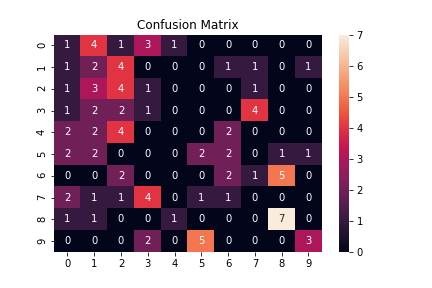 Confusion Matrix
0 1 4 1 3 1 0 0 0 0 0
1 1 2 4 0 0 0 1 1 0 1
2 1 3 4 1 0 0 0 1 0 0
3 1 2 2 1 0 0 0 4 0 0
4 2 2 4 0 0 0 2 0 0 0
5 2 2 0 0 0 2 2 0 1 1
6 0 0 2 0 0 0 2 1 5 0
7 2 1 1 4 0 1 1 0 0 0
8 1 1 0 0 1 0 0 0 7 0
9 0 0 0 2 0 5 0 0 0 3
0 1 2 3 4 5 6 7 8 9
7
6
5
4
3
2
1
0